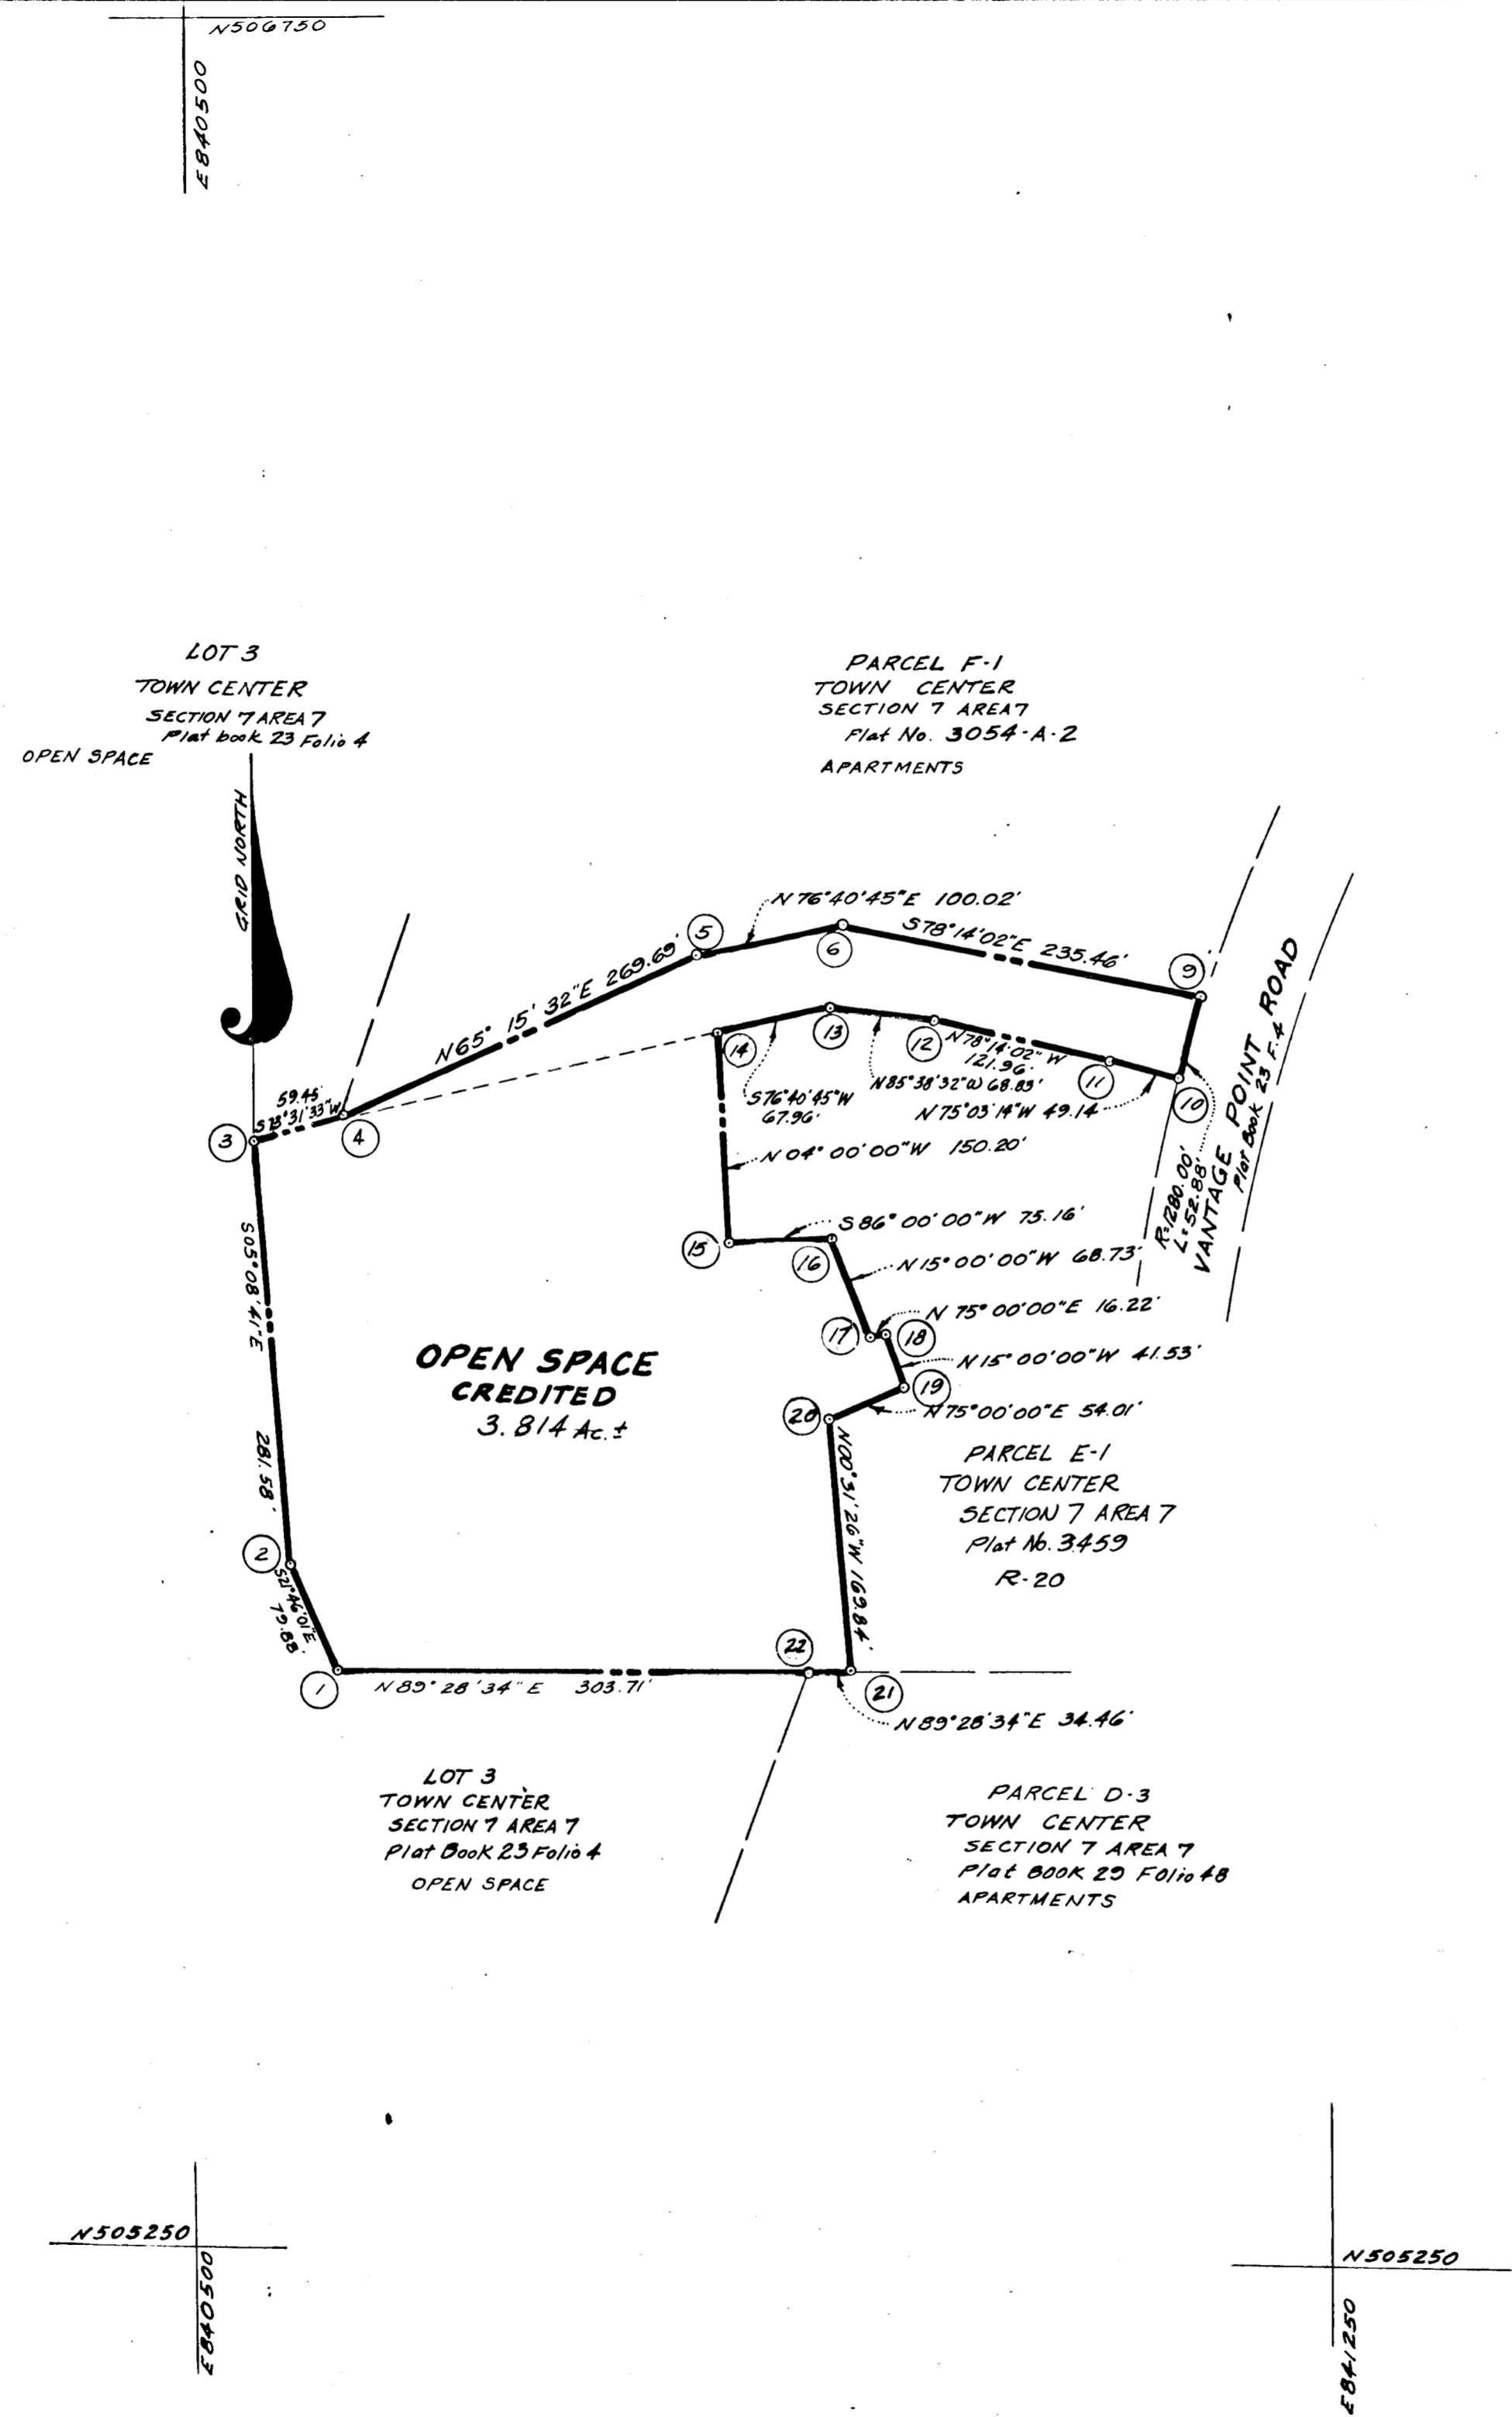 N506750
E840500
LOT 3
TOWN CENTER
SECTION 7 AREA 7
Plat book 23 Folio 4
OPEN SPACE
PARCEL F-1
TOWN CENTER
SECTION 7 AREA 7
Plat No. 3054-A-2
APARTMENTS
GRID NORTH
N76°40'45"E 100.02'
5
6
S78°14'02"E 235.46'
9
N65° 15' 32"E 269.69'
59.45'
S73°31'33"W
3
4
14
13
12
11
10
N78°14'02"W
121.96'
N85°38'32"W 68.83'
N75°03'14"W 49.14
S76°40'45"W
67.96'
N04°00'00"W 150.20'
R=1280.00'
L=52.88'
VANTAGE POINT ROAD
Plat Book 23 F.4
S86°00'00"W 75.16'
15
16
N15°00'00"W 68.73'
N75°00'00"E 16.22'
17
18
N15°00'00"W 41.53'
19
N75°00'00"E 54.01'
20
S05°08'41"E
281.58'
OPEN SPACE
CREDITED
3.814 Ac.±
PARCEL E-1
TOWN CENTER
SECTION 7 AREA 7
Plat No. 3459
R-20
N00°31'26"W 169.84'
2
S21°46'01"E
79.88'
1
22
21
N89°28'34"E 303.71'
N89°28'34"E 34.46'
LOT 3
TOWN CENTER
SECTION 7 AREA 7
Plat Book 23 Folio 4
OPEN SPACE
PARCEL D-3
TOWN CENTER
SECTION 7 AREA 7
Plat BOOK 29 Folio 48
APARTMENTS
N505250
E840500
N505250
E841250